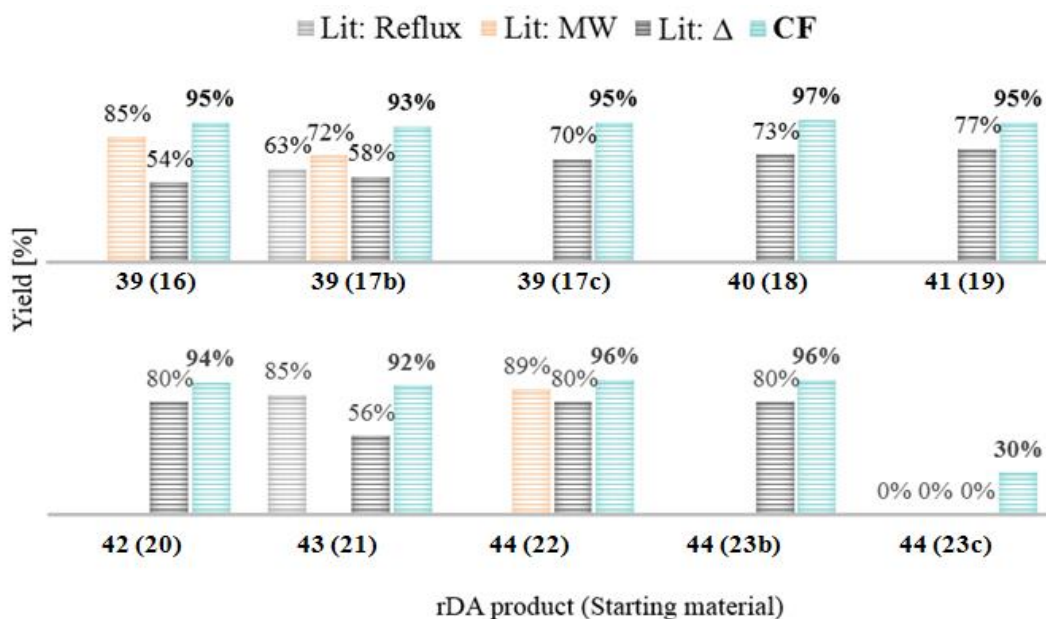 Lit: Reflux Lit: MW Lit: Δ CF
85% 54% 95% 63% 72% 58% 93% 70% 95% 73% 97% 77% 95%
39 (16) 39 (17b) 39 (17c) 40 (18) 41 (19)
Yield [%]
80% 94% 85% 56% 92% 89% 80% 96% 80% 96% 0% 0% 0% 30%
42 (20) 43 (21) 44 (22) 44 (23b) 44 (23c)
rDA product (Starting material)